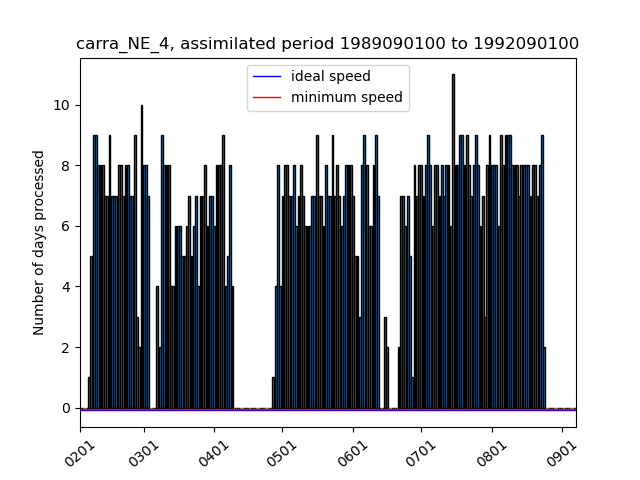 carra_NE_4, assimilated period 1989090100 to 1992090100
ideal speed
minimum speed
Number of days processed
10
8
6
4
2
0
0201 0301 0401 0501 0601 0701 0801 0901